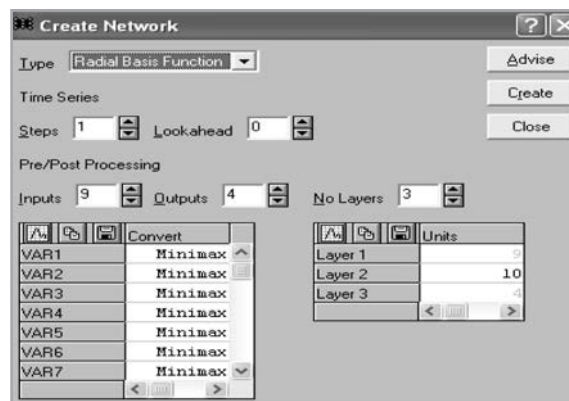 Create Network
Type Radial Basis Function
Advise
Time Series
Create
Steps 1 Lookahead 0
Close
Pre/Post Processing
Inputs 9 Outputs 4 No Layers 3
Convert
VAR1 Minimax
VAR2 Minimax
VAR3 Minimax
VAR4 Minimax
VAR5 Minimax
VAR6 Minimax
VAR7 Minimax
Units
Layer 1 9
Layer 2 10
Layer 3 4